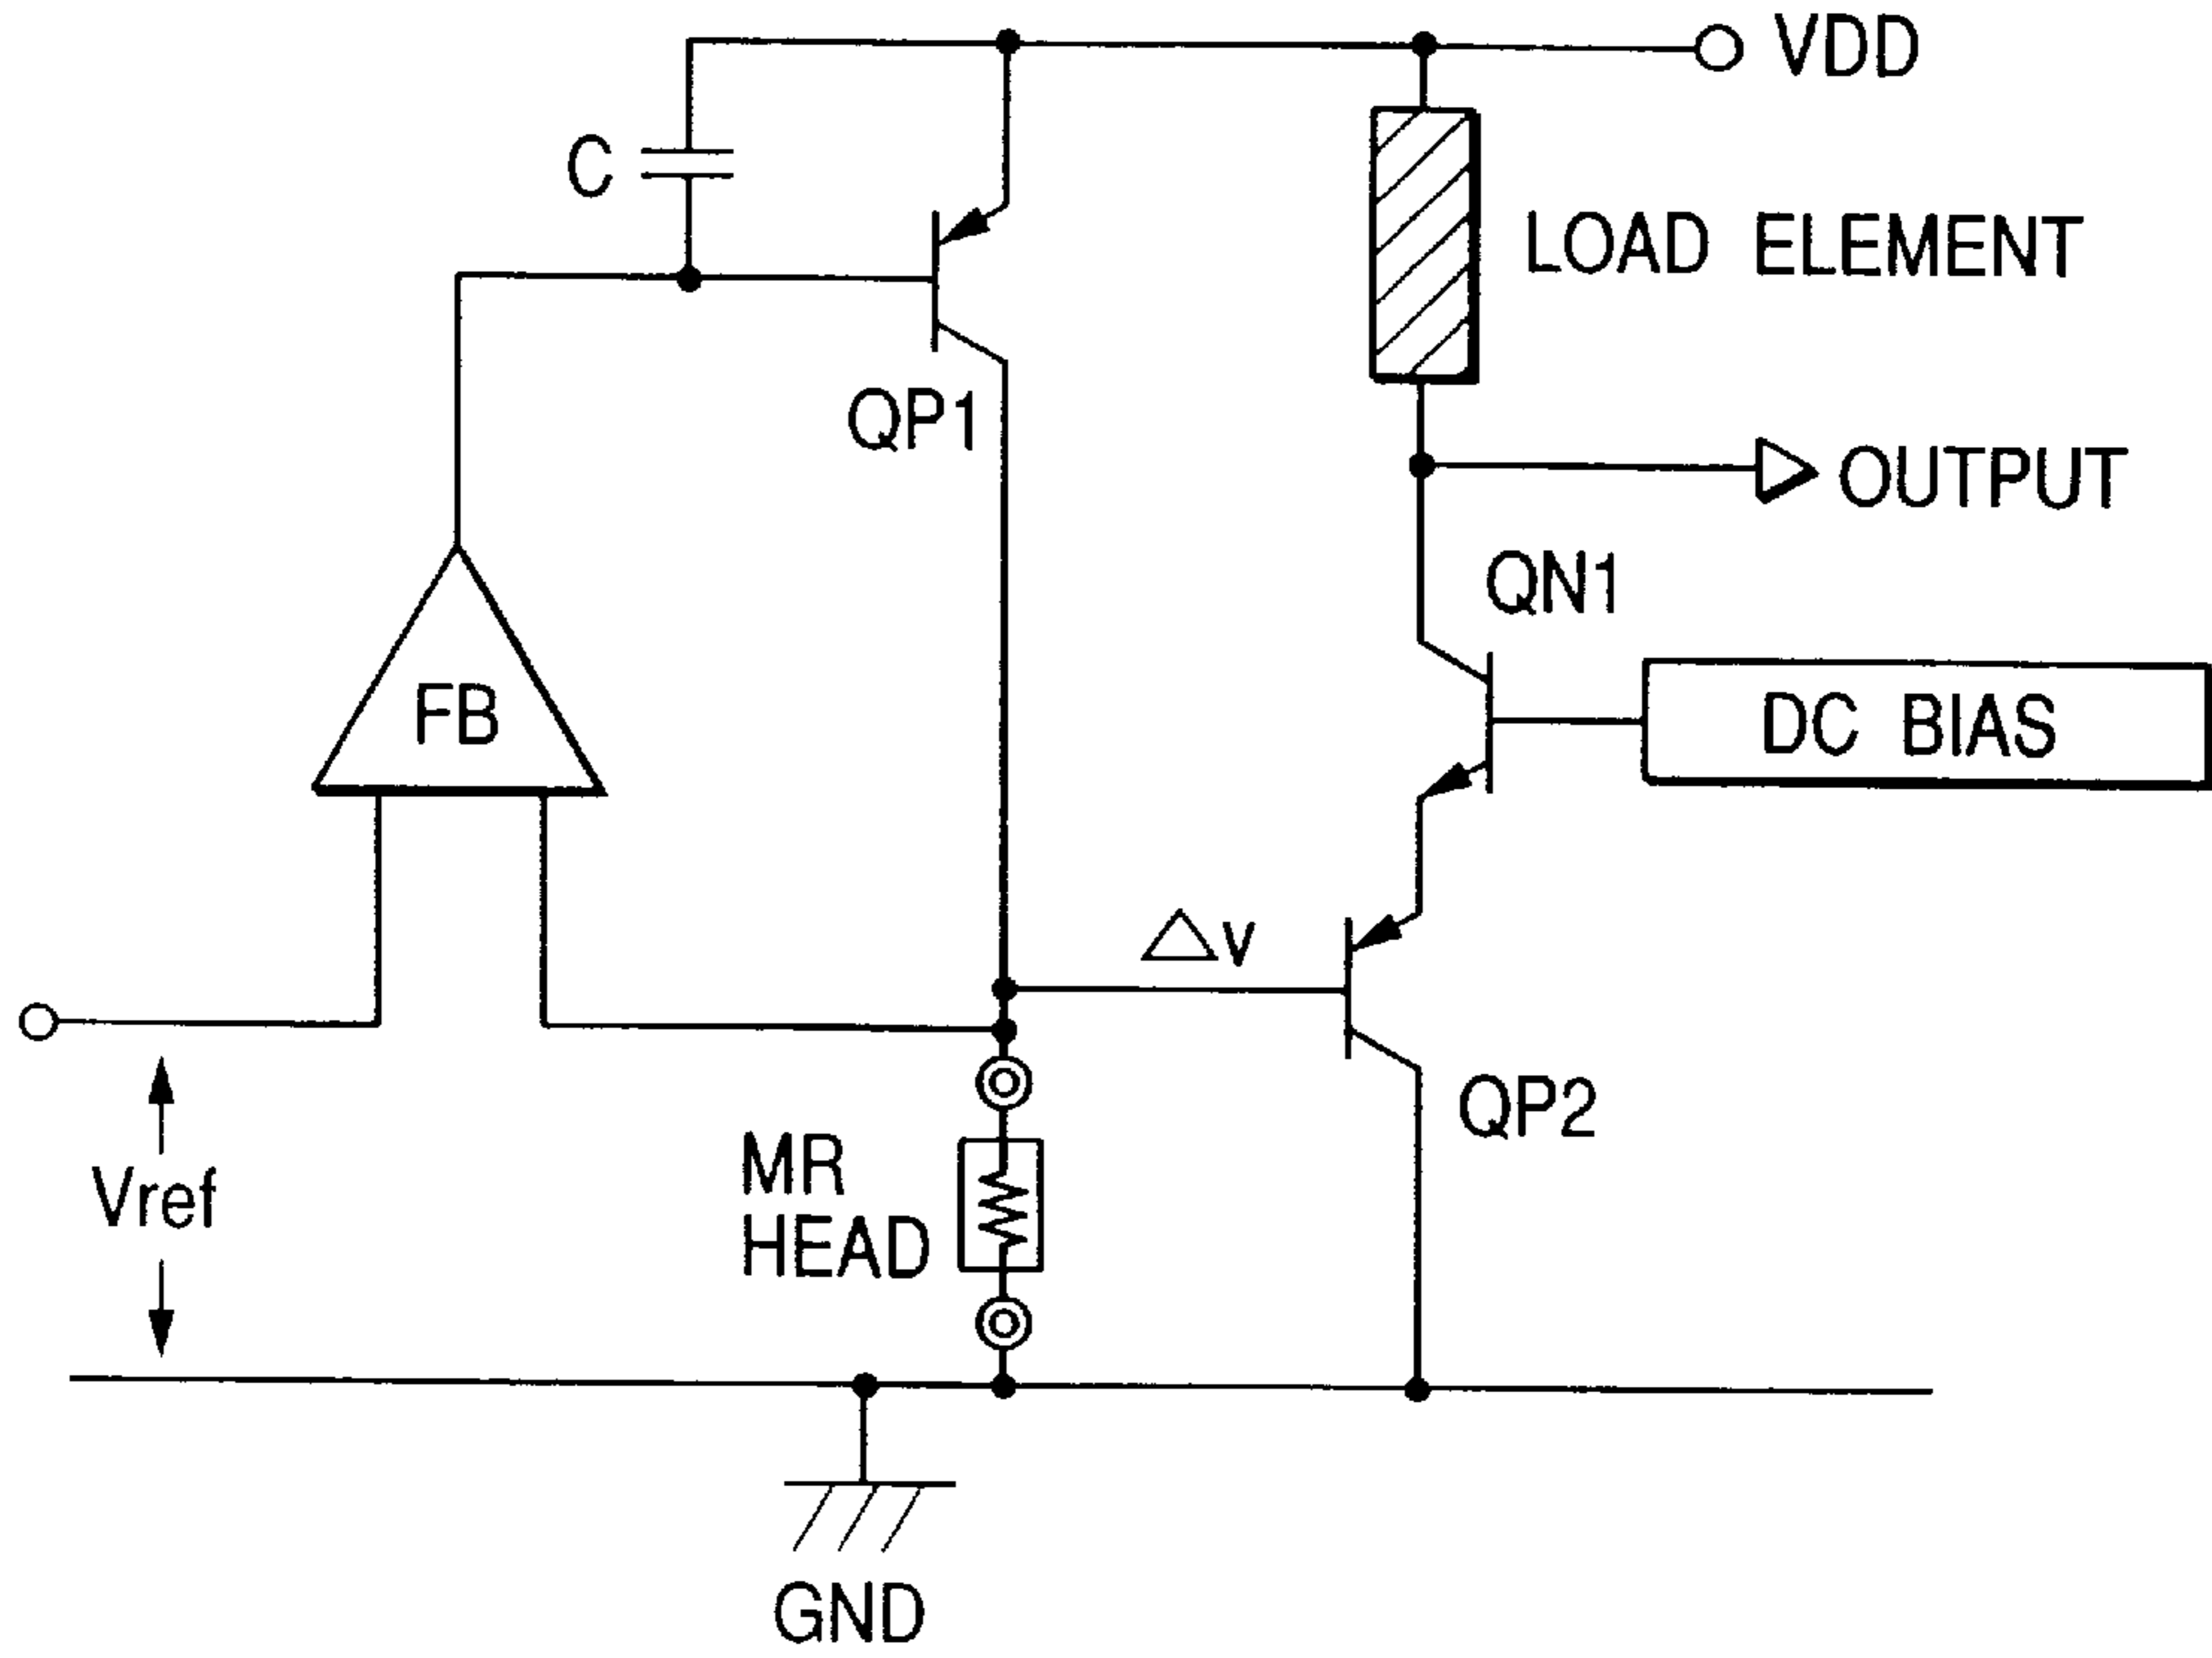 VDD
C
LOAD ELEMENT
QP1
OUTPUT
QN1
FB
DC BIAS
△v
QP2
MR
HEAD
Vref
GND